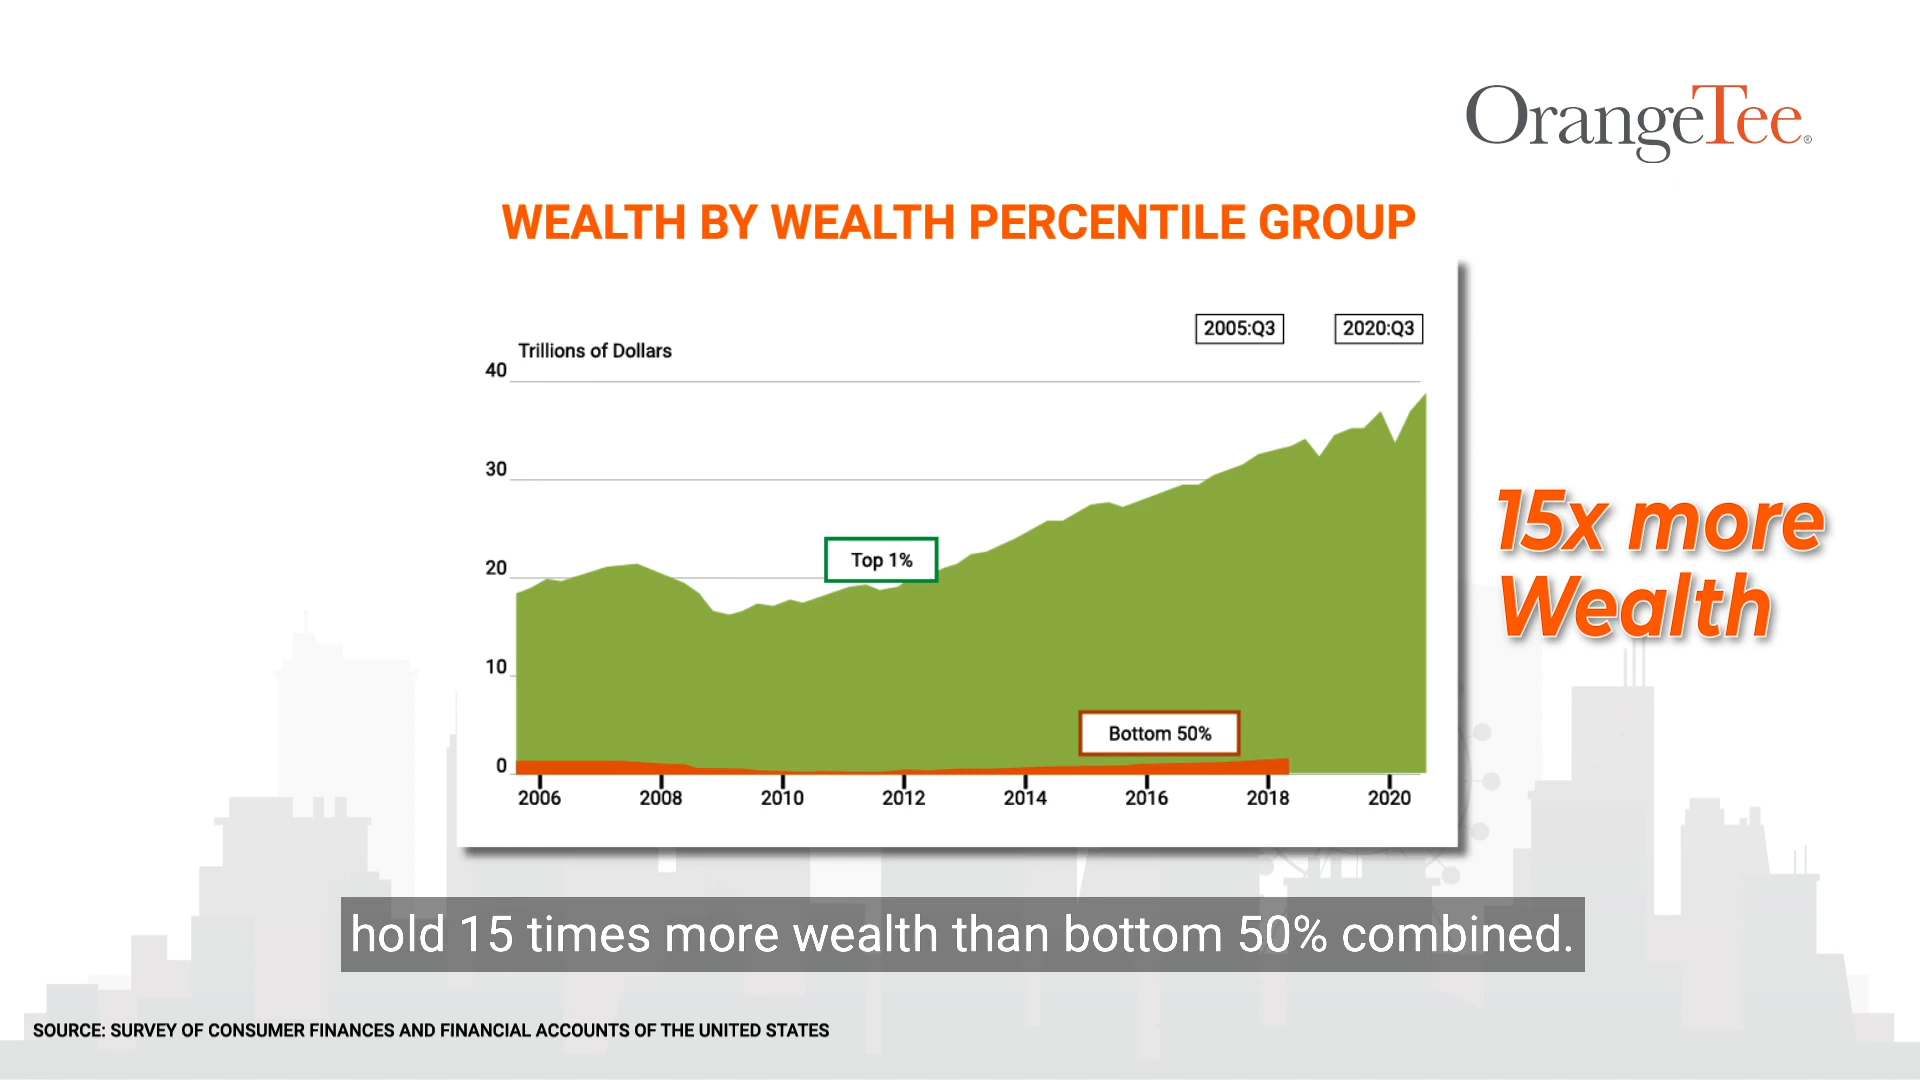 OrangeTee®
WEALTH BY WEALTH PERCENTILE GROUP
2005:Q3 2020:Q3
Trillions of Dollars
40
30
20
10
0
Top 1%
Bottom 50%
2006 2008 2010 2012 2014 2016 2018 2020
15x more
Wealth
hold 15 times more wealth than bottom 50% combined.
SOURCE: SURVEY OF CONSUMER FINANCES AND FINANCIAL ACCOUNTS OF THE UNITED STATES